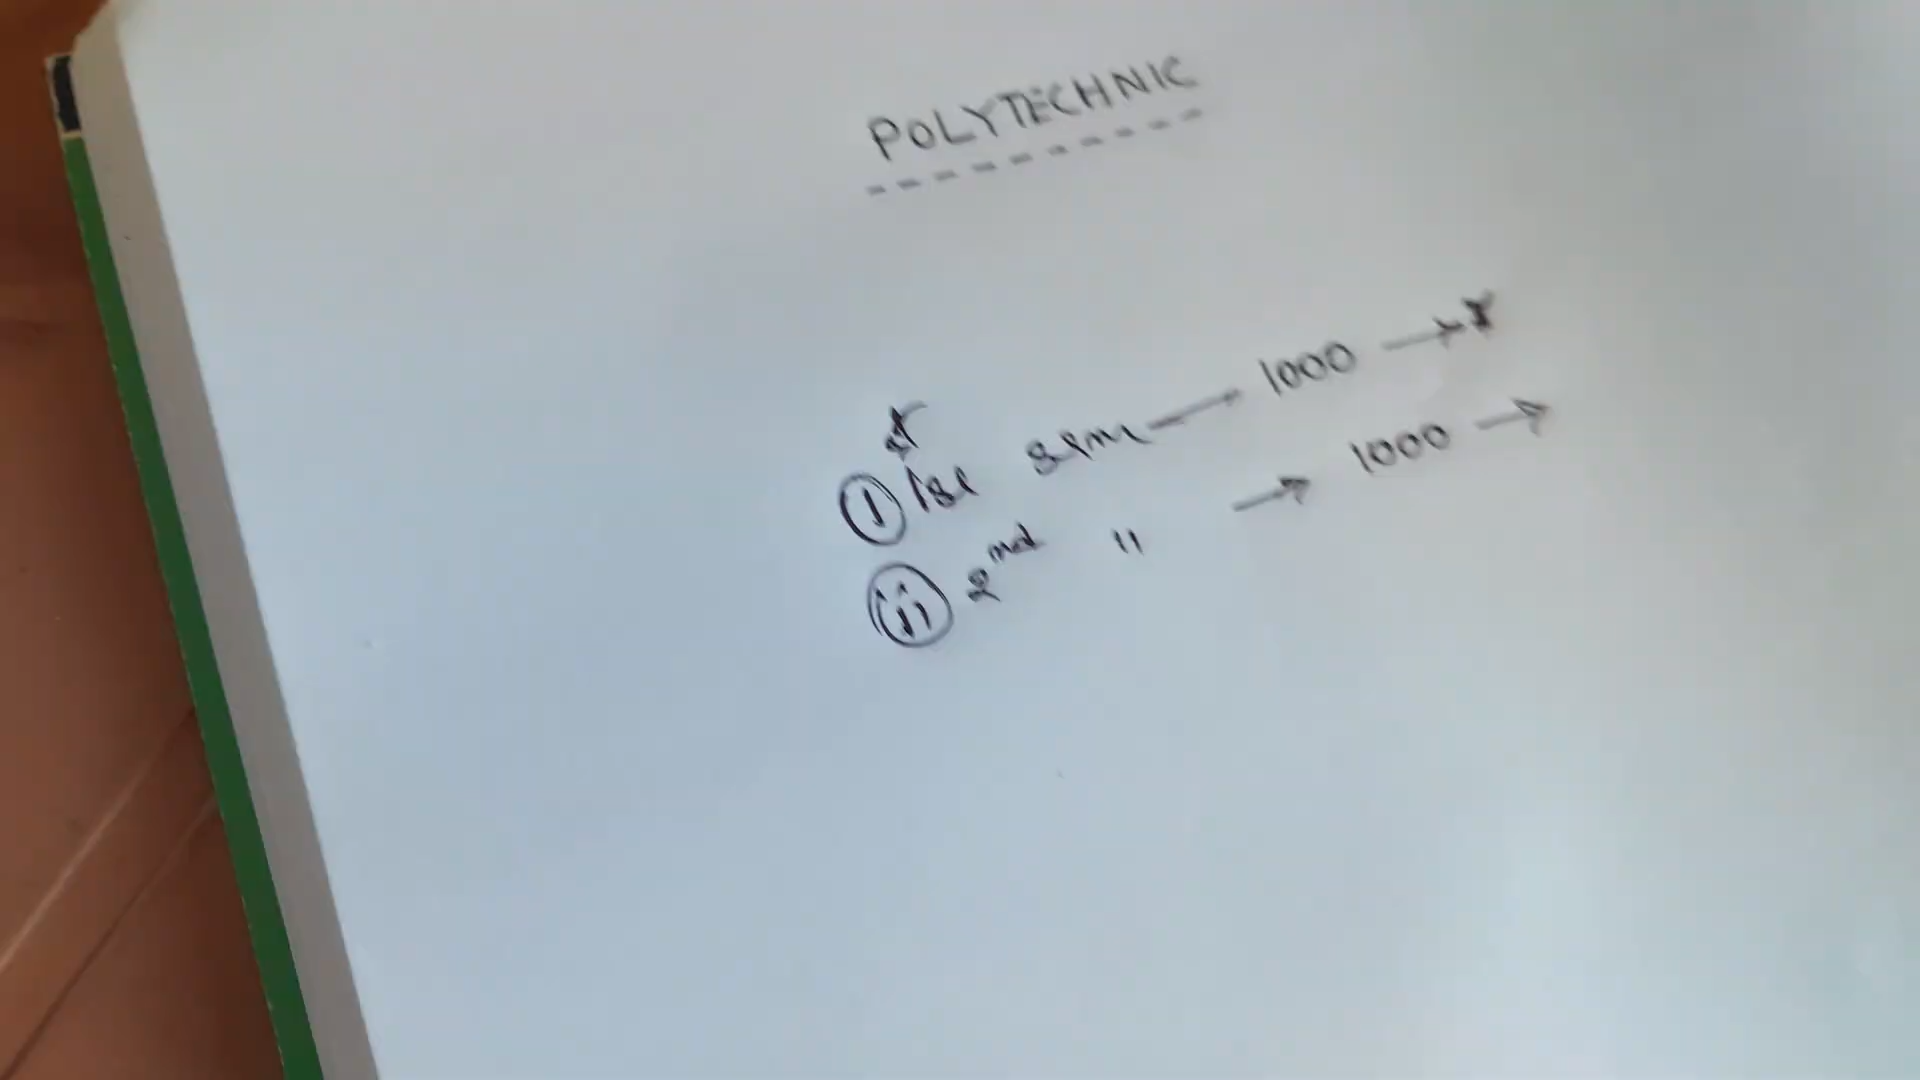 POLYTECHNIC
① 1st sem — 1000 →
ⓘⓘ 2nd " → 1000 →